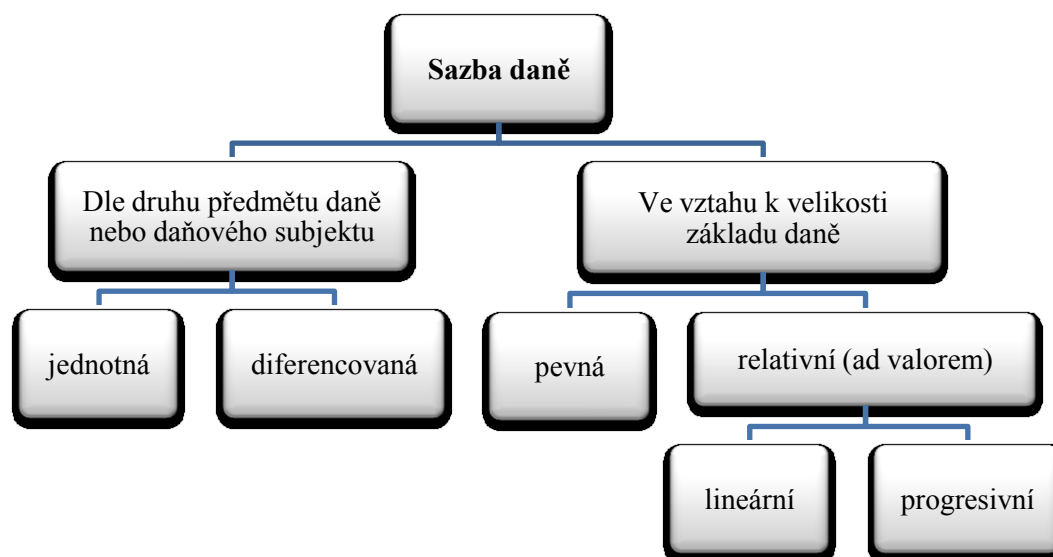 Sazba daně
Dle druhu předmětu daně
nebo daňového subjektu
Ve vztahu k velikosti
základu daně
jednotná
diferencovaná
pevná
relativní (ad valorem)
lineární
progresivní